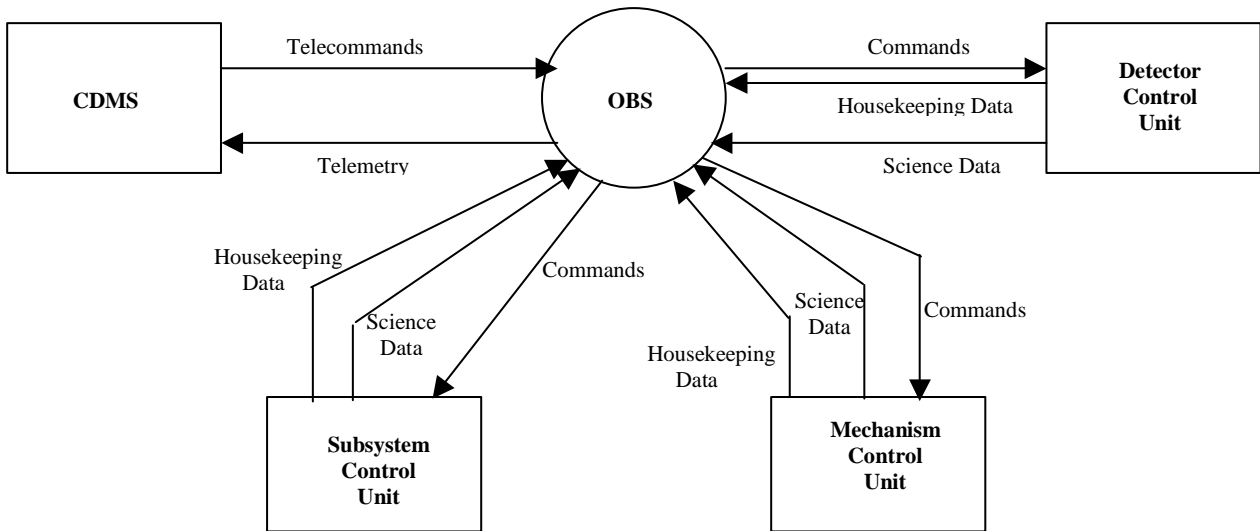 Telecommands
Commands
CDMS
OBS
Detector
Control
Unit
Housekeeping Data
Telemetry
Science Data
Housekeeping
Data
Commands
Science
Data
Science
Data
Commands
Housekeeping
Data
Subsystem
Control
Unit
Mechanism
Control
Unit